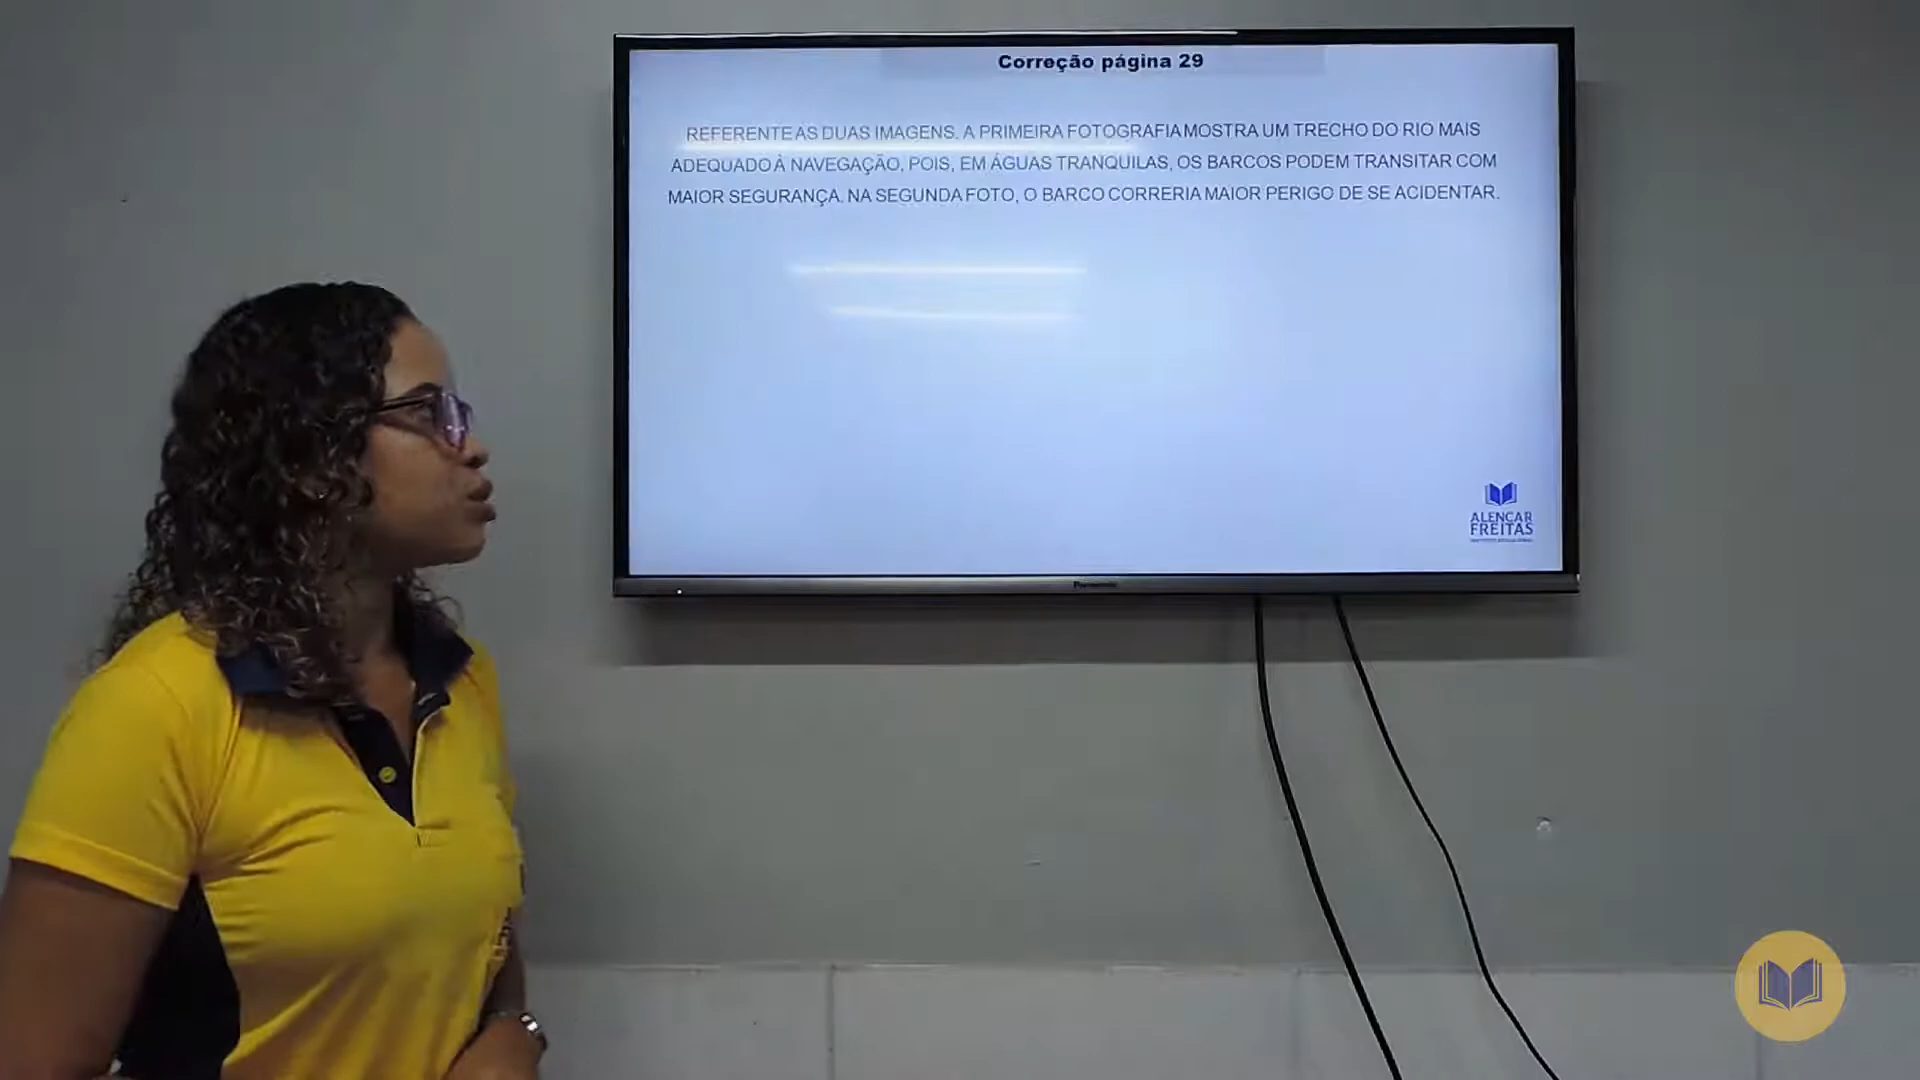 Correção página 29
REFERENTE AS DUAS IMAGENS. A PRIMEIRA FOTOGRAFIA MOSTRA UM TRECHO DO RIO MAIS
ADEQUADO À NAVEGAÇÃO, POIS, EM ÁGUAS TRANQUILAS, OS BARCOS PODEM TRANSITAR COM
MAIOR SEGURANÇA. NA SEGUNDA FOTO, O BARCO CORRERIA MAIOR PERIGO DE SE ACIDENTAR.
ALENCAR
FREITAS
Panasonic